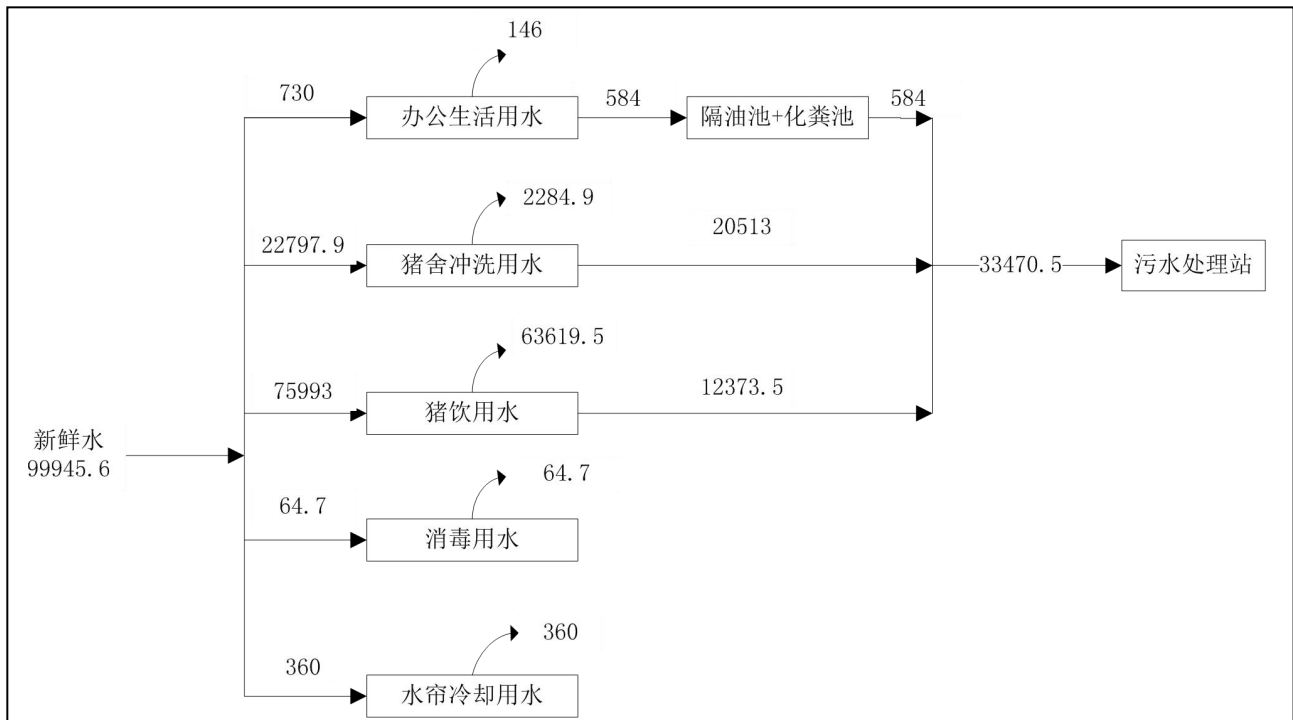 146
730
办公生活用水
584
隔油池+化粪池
584
2284.9
22797.9
猪舍冲洗用水
20513
33470.5
污水处理站
63619.5
75993
猪饮用水
12373.5
新鲜水
99945.6
64.7
64.7
消毒用水
360
360
水帘冷却用水